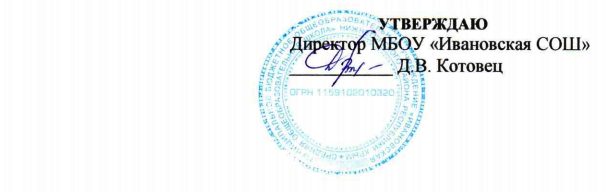 УТВЕРЖДАЮ
Директор МБОУ «Ивановская СОШ»
Д.В. Котовец
ОГРН 1159102010320